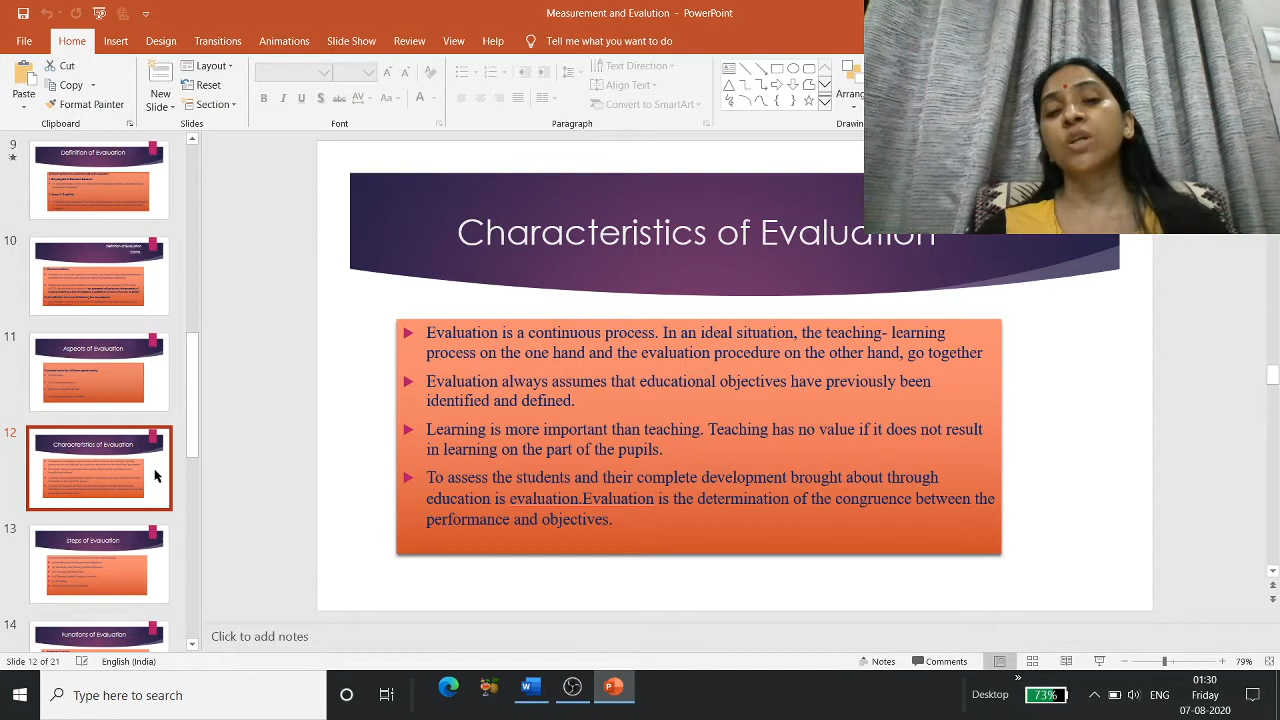 Measurement and Evaluation - PowerPoint
File Home Insert Design Transitions Animations Slide Show Review View Help Tell me what you want to do
Cut
Copy
Format Painter
Paste
Clipboard
New
Slide
Layout
Reset
Section
Slides
B I U S abc AV Aa A
Font
Text Direction
Align Text
Convert to SmartArt
Paragraph
Arrang
Drawin
9
Definition of Evaluation
10
Definition of Evaluation
11
Aspects of Evaluation
12
Characteristics of Evaluation
13
Steps of Evaluation
14
Functions of Evaluation
Characteristics of Evaluation
Evaluation is a continuous process. In an ideal situation, the teaching- learning
process on the one hand and the evaluation procedure on the other hand, go together
Evaluation always assumes that educational objectives have previously been
identified and defined.
Learning is more important than teaching. Teaching has no value if it does not result
in learning on the part of the pupils.
To assess the students and their complete development brought about through
education is evaluation.Evaluation is the determination of the congruence between the
performance and objectives.
Click to add notes
Slide 12 of 21 English (India) Notes Comments 79%
Type here to search
Desktop 73% ENG
01:30
Friday
07-08-2020